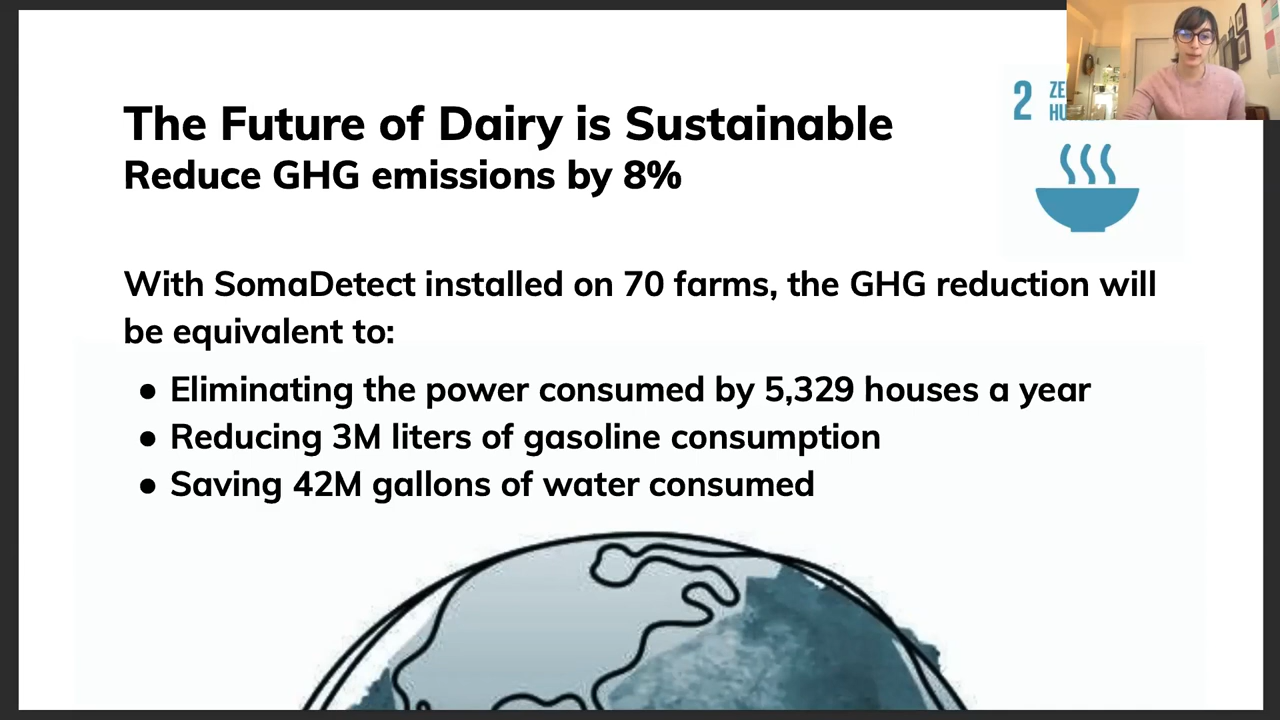 The Future of Dairy is Sustainable
Reduce GHG emissions by 8%
2
With SomaDetect installed on 70 farms, the GHG reduction will
be equivalent to:
● Eliminating the power consumed by 5,329 houses a year
● Reducing 3M liters of gasoline consumption
● Saving 42M gallons of water consumed